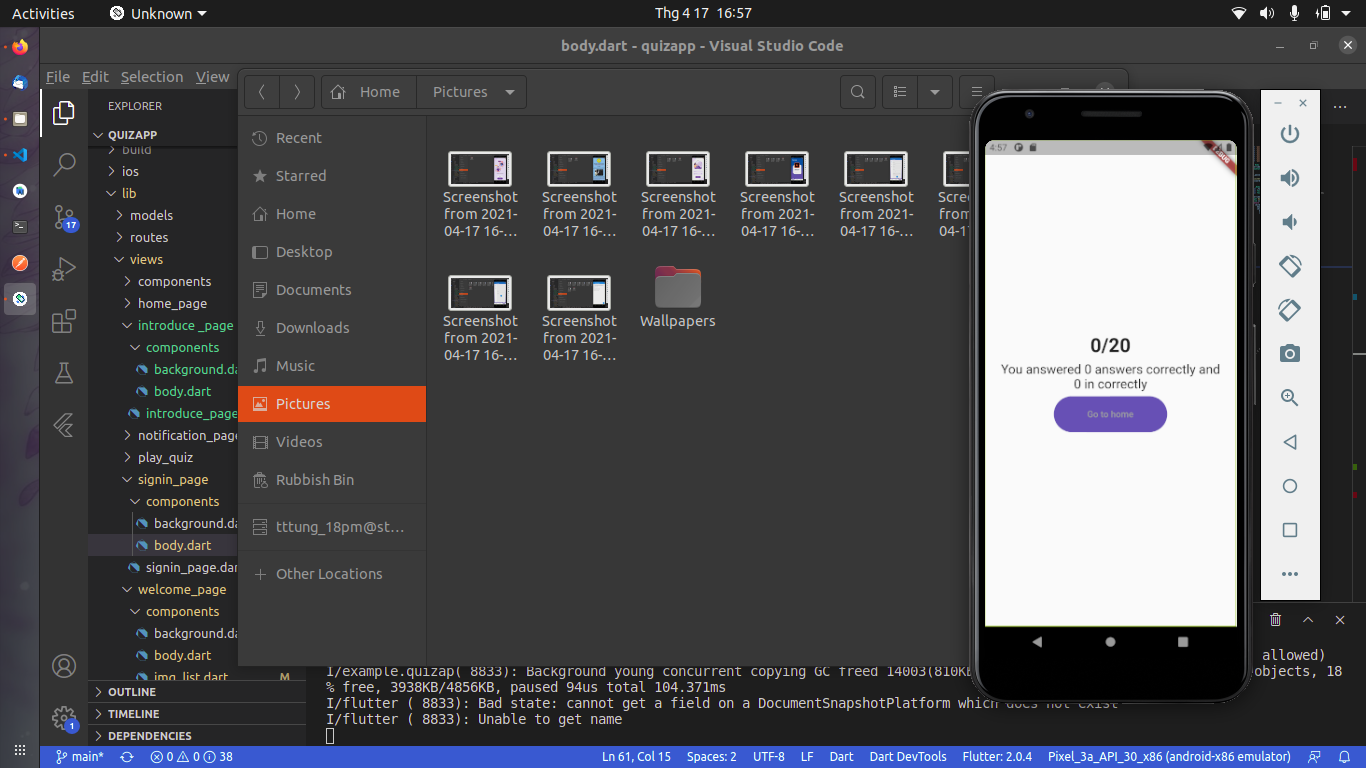 Activities
Unknown
Thg 4 17 16:57
body.dart - quizapp - Visual Studio Code
File Edit Selection View
Home
Pictures
EXPLORER
QUIZAPP
build
ios
lib
models
routes
views
components
home_page
introduce _page
components
background.da
body.dart
introduce_page
notification_page
play_quiz
signin_page
components
background.da
body.dart
signin_page.dar
welcome_page
components
background.da
body.dart
img_list.dart M
OUTLINE
TIMELINE
DEPENDENCIES
17
1
Recent
Starred
Home
Desktop
Documents
Downloads
Music
Pictures
Videos
Rubbish Bin
tttung_18pm@st...
Other Locations
Screenshot
from 2021-
04-17 16-...
Screenshot
from 2021-
04-17 16-...
Screenshot
from 2021-
04-17 16-...
Screenshot
from 2021-
04-17 16-...
Screenshot
from 2021-
04-17 16-...
Screenshot
from 2021-
04-17 16-...
Screenshot
from 2021-
04-17 16-...
Wallpapers
4:57
DEBUG
0/20
You answered 0 answers correctly and
0 in correctly
Go to home
allowed)
I/example.quizap( 8833): Background young concurrent copying GC freed 14003(810KB
objects, 18
% free, 3938KB/4856KB, paused 94us total 104.371ms
I/flutter ( 8833): Bad state: cannot get a field on a DocumentSnapshotPlatform which does not exist
I/flutter ( 8833): Unable to get name
main* 0 0 38
Ln 61, Col 15 Spaces: 2 UTF-8 LF Dart Dart DevTools Flutter: 2.0.4 Pixel_3a_API_30_x86 (android-x86 emulator)